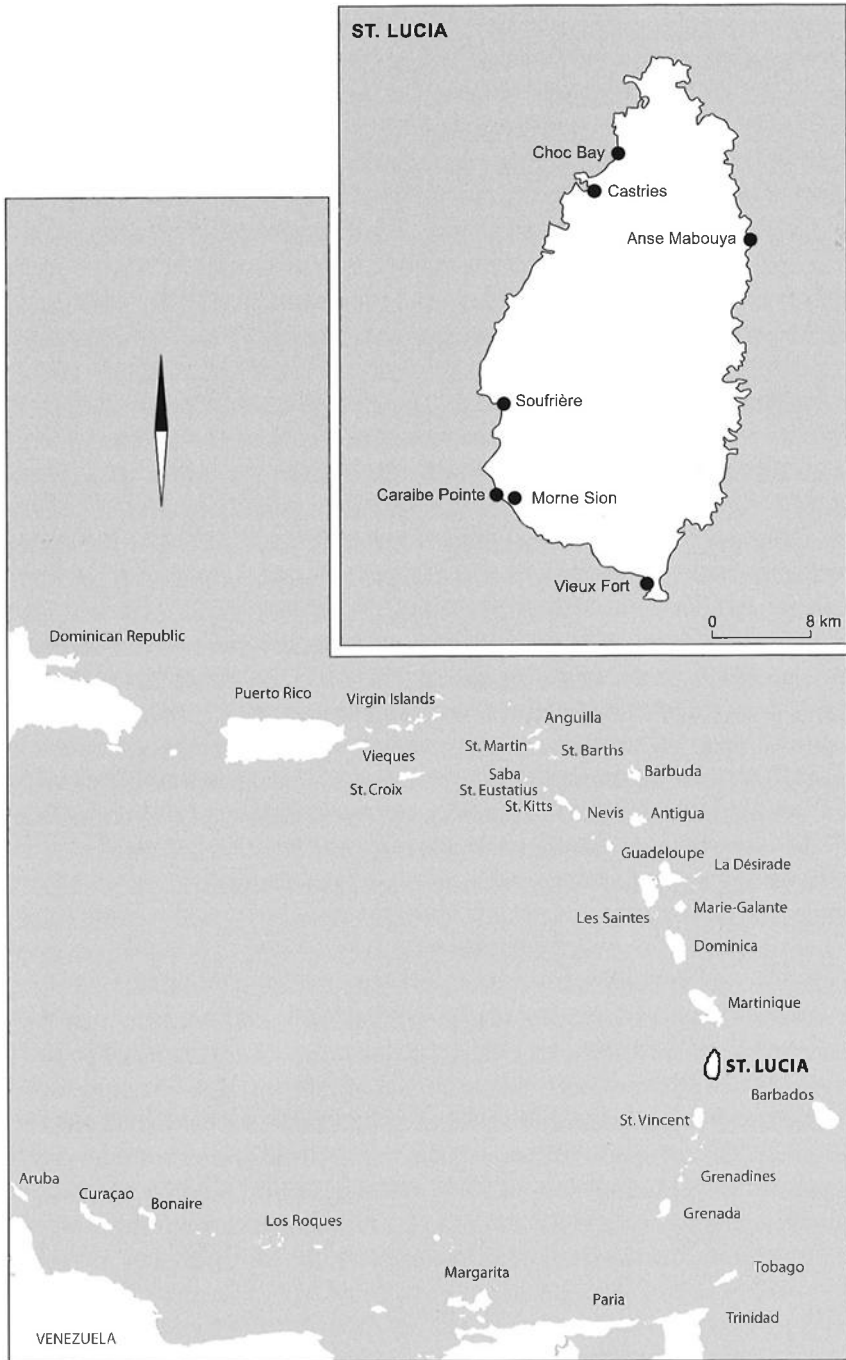 ST. LUCIA
Choc Bay
Castries
Anse Mabouya
Soufrière
Caraibe Pointe
Morne Sion
Vieux Fort
0 8 km
Dominican Republic
Puerto Rico
Virgin Islands
Anguilla
St. Martin
St. Barths
Vieques
Saba
Barbuda
St. Croix
St. Eustatius
St. Kitts
Nevis
Antigua
Guadeloupe
La Désirade
Les Saintes
Marie-Galante
Dominica
Martinique
ST. LUCIA
Barbados
St. Vincent
Aruba
Curaçao
Bonaire
Grenadines
Los Roques
Grenada
Margarita
Tobago
Paria
Trinidad
VENEZUELA